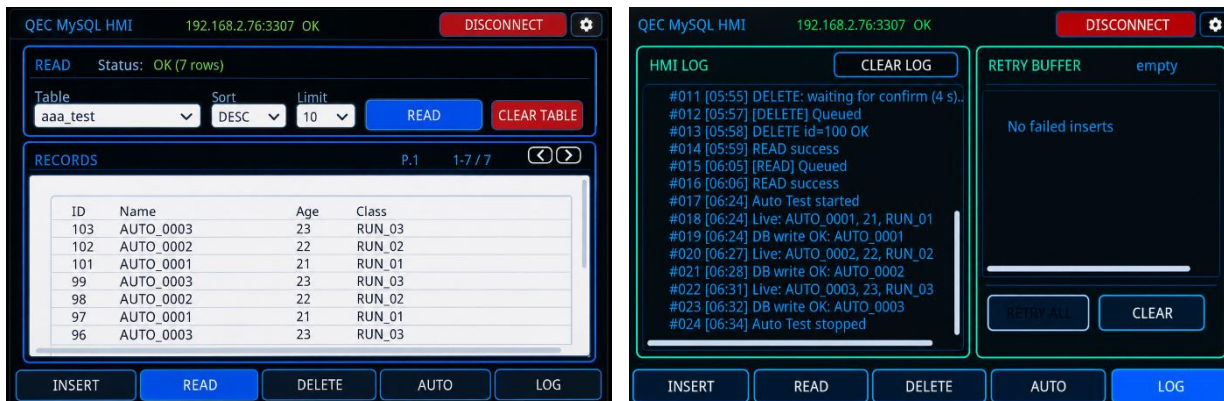 QEC MySQL HMI 192.168.2.76:3307 OK DISCONNECT
READ Status: OK (7 rows)
Table Sort Limit
aaa_test DESC 10 READ CLEAR TABLE
RECORDS P.1 1-7 / 7
ID Name Age Class
103 AUTO_0003 23 RUN_03
102 AUTO_0002 22 RUN_02
101 AUTO_0001 21 RUN_01
99 AUTO_0003 23 RUN_03
98 AUTO_0002 22 RUN_02
97 AUTO_0001 21 RUN_01
96 AUTO_0003 23 RUN_03
INSERT READ DELETE AUTO LOG
QEC MySQL HMI 192.168.2.76:3307 OK DISCONNECT
HMI LOG CLEAR LOG
#011 [05:55] DELETE: waiting for confirm (4 s)..
#012 [05:57] [DELETE] Queued
#013 [05:58] DELETE id=100 OK
#014 [05:59] READ success
#015 [06:05] [READ] Queued
#016 [06:06] READ success
#017 [06:24] Auto Test started
#018 [06:24] Live: AUTO_0001, 21, RUN_01
#019 [06:24] DB write OK: AUTO_0001
#020 [06:27] Live: AUTO_0002, 22, RUN_02
#021 [06:28] DB write OK: AUTO_0002
#022 [06:31] Live: AUTO_0003, 23, RUN_03
#023 [06:32] DB write OK: AUTO_0003
#024 [06:34] Auto Test stopped
RETRY BUFFER empty
No failed inserts
RETRY ALL CLEAR
INSERT READ DELETE AUTO LOG